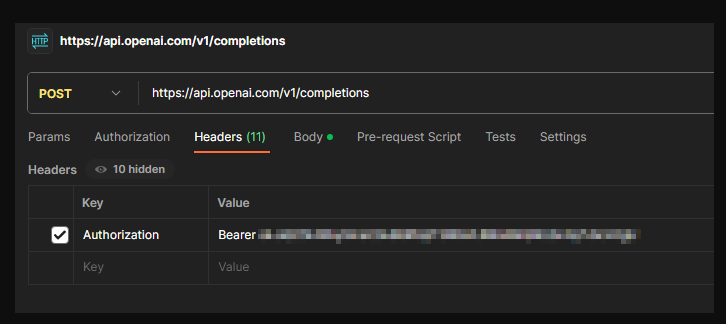 HTTP https://api.openai.com/v1/completions
POST https://api.openai.com/v1/completions
Params Authorization Headers (11) Body Pre-request Script Tests Settings
Headers 10 hidden
Key Value
Authorization Bearer
Key Value